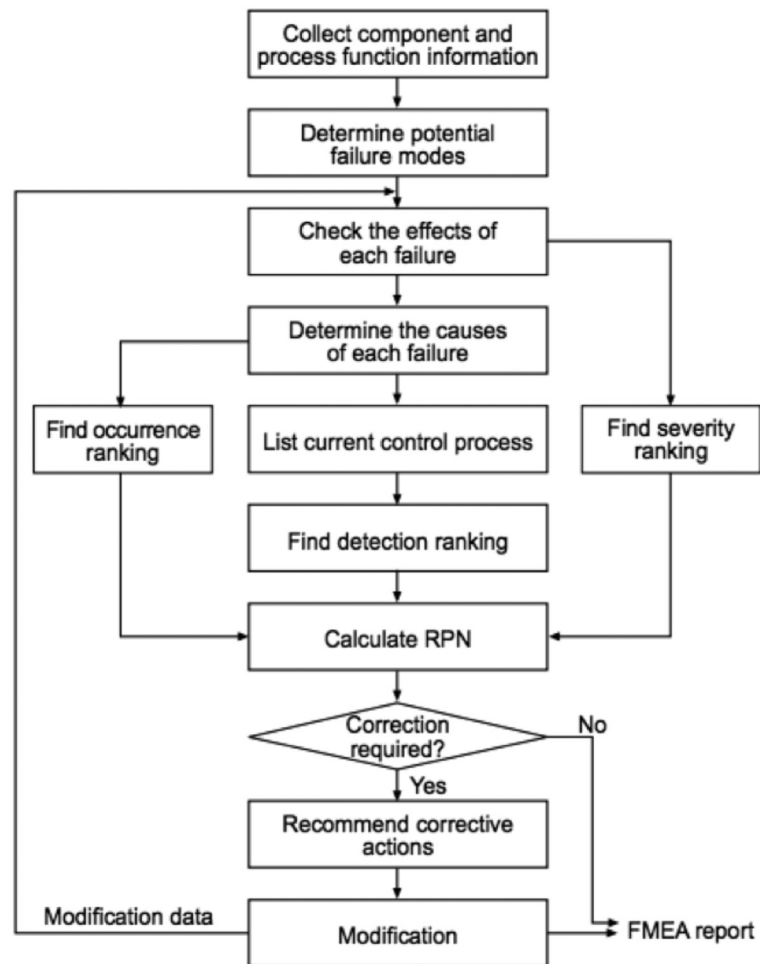 Collect component and
process function information
Determine potential
failure modes
Check the effects of
each failure
Determine the causes
of each failure
Find occurrence
ranking
List current control process
Find severity
ranking
Find detection ranking
Calculate RPN
Correction
required?
No
Yes
Recommend corrective
actions
Modification data
Modification
FMEA report